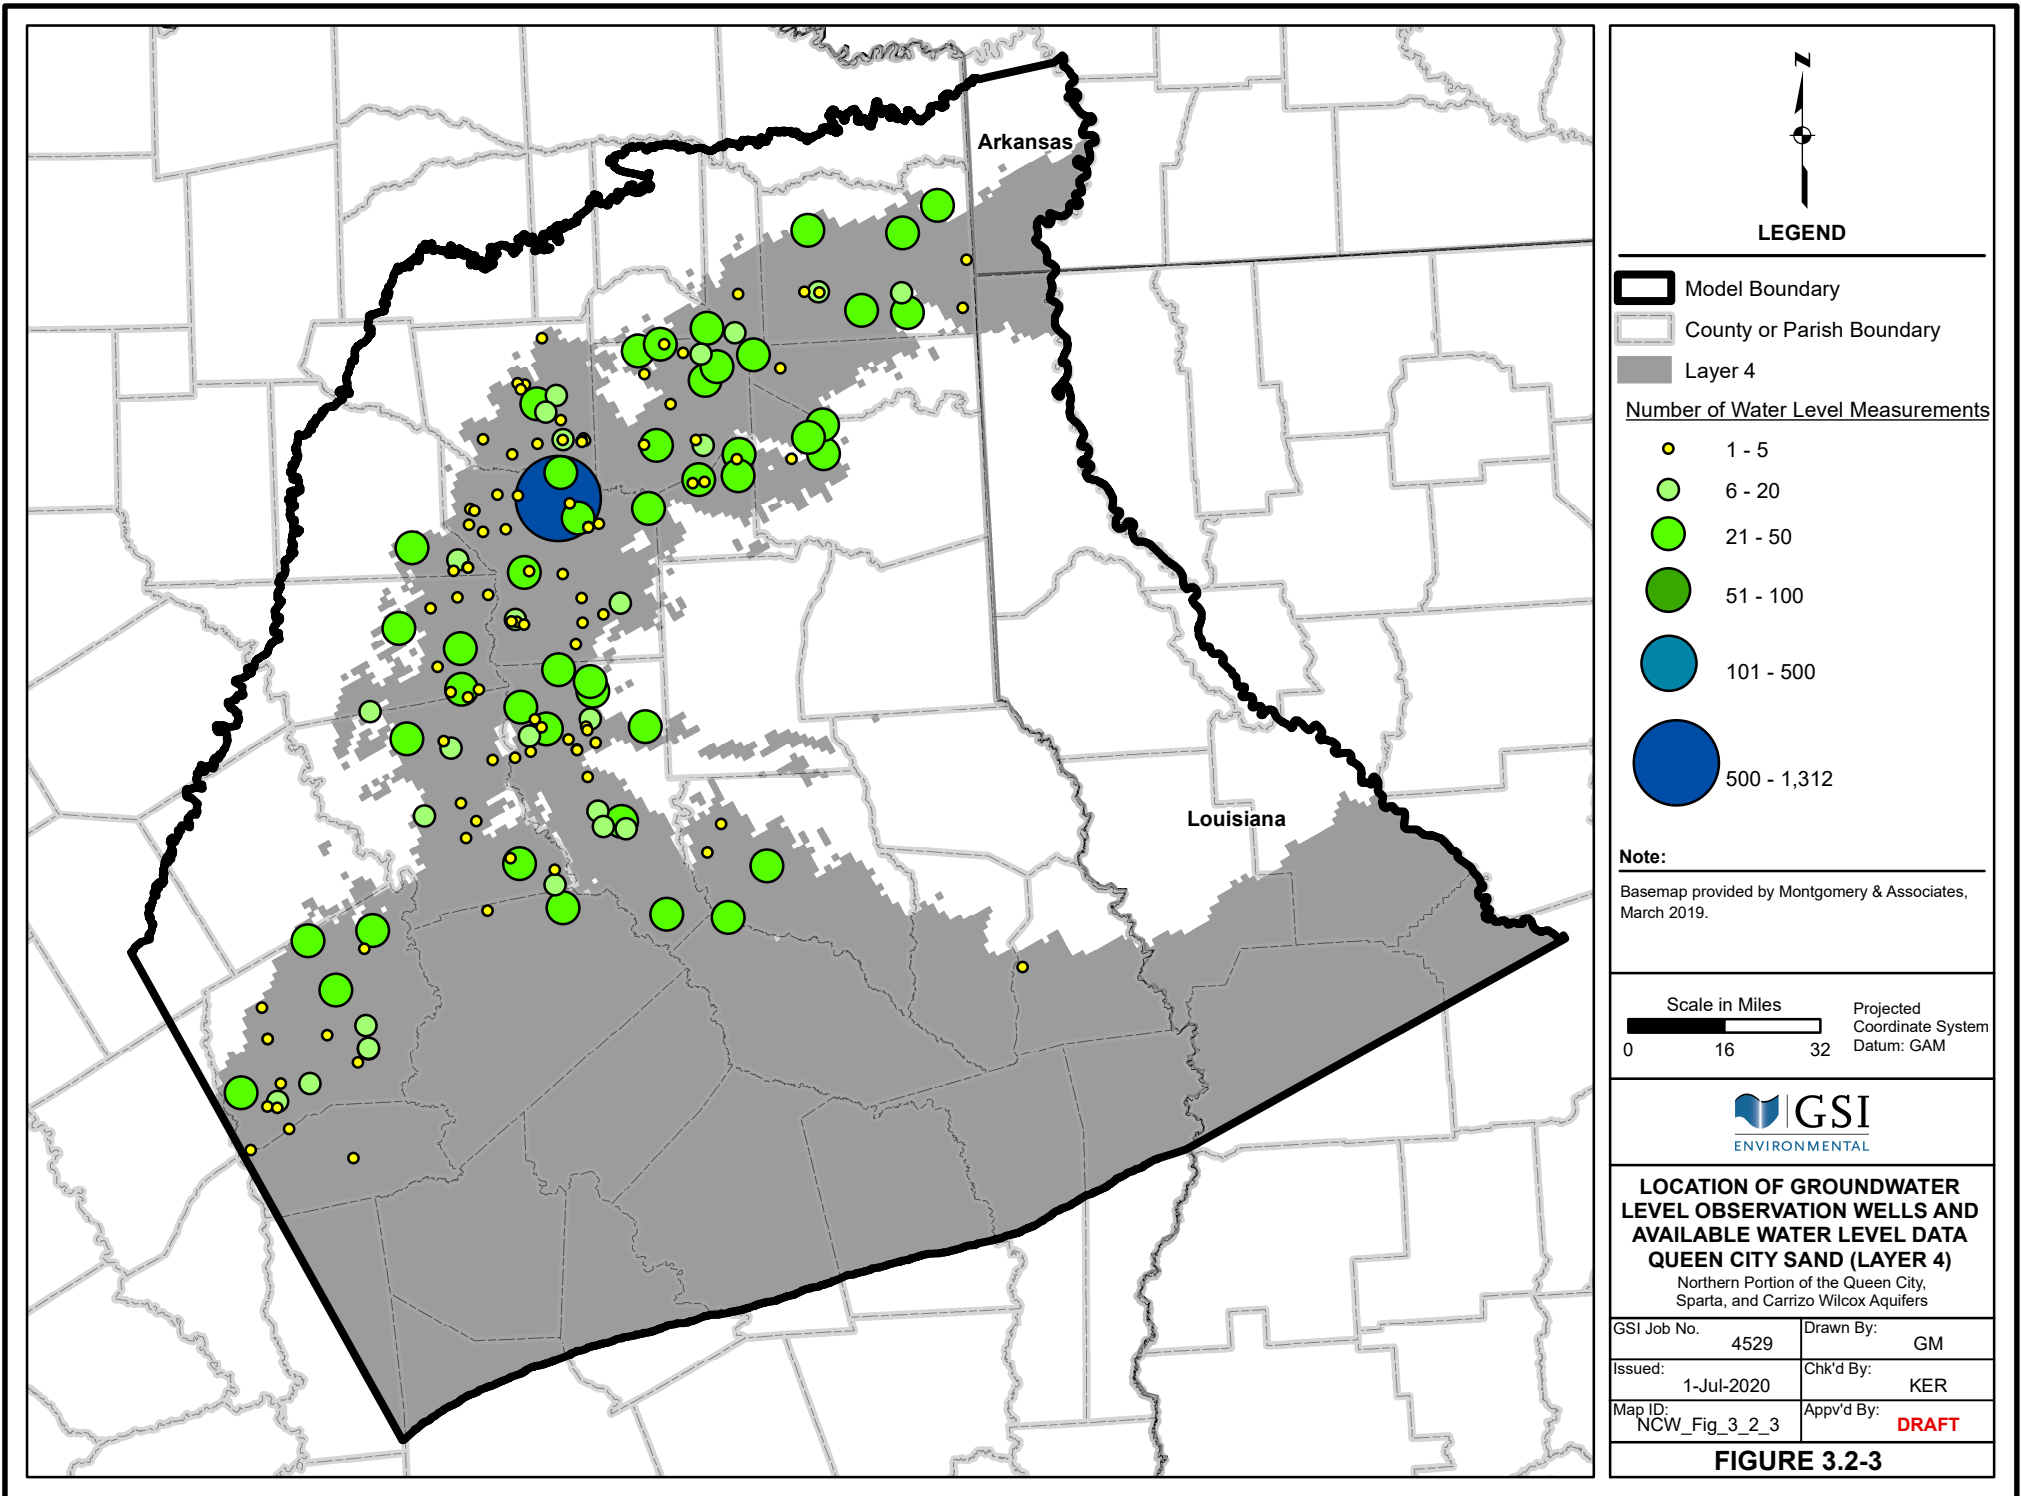 Arkansas
Louisiana
N
LEGEND
Model Boundary
County or Parish Boundary
Layer 4
Number of Water Level Measurements
1 - 5
6 - 20
21 - 50
51 - 100
101 - 500
500 - 1,312
Note:
Basemap provided by Montgomery & Associates,
March 2019.
Scale in Miles
0 16 32
Projected
Coordinate System
Datum: GAM
GSI
ENVIRONMENTAL
LOCATION OF GROUNDWATER
LEVEL OBSERVATION WELLS AND
AVAILABLE WATER LEVEL DATA
QUEEN CITY SAND (LAYER 4)
Northern Portion of the Queen City,
Sparta, and Carrizo Wilcox Aquifers
GSI Job No. 4529
Drawn By: GM
Issued: 1-Jul-2020
Chk'd By: KER
Map ID: NCW_Fig_3_2_3
Appv'd By: DRAFT
FIGURE 3.2-3